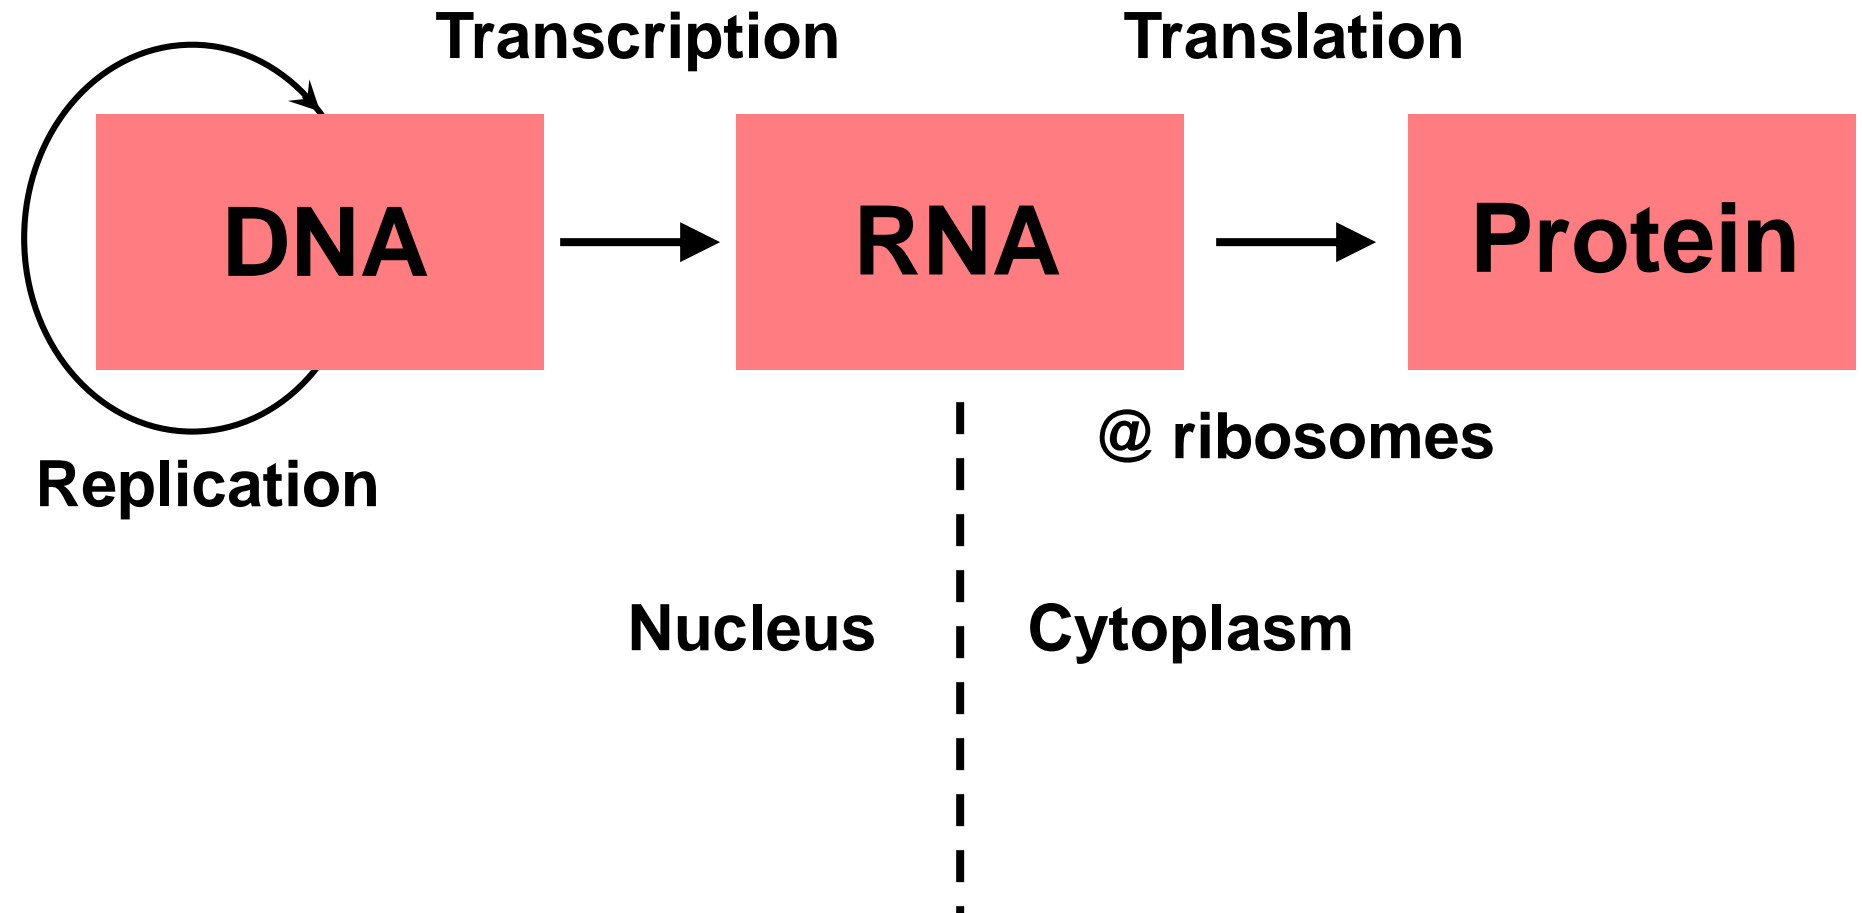 Transcription
Translation
DNA
RNA
Protein
@ ribosomes
Replication
Nucleus
Cytoplasm